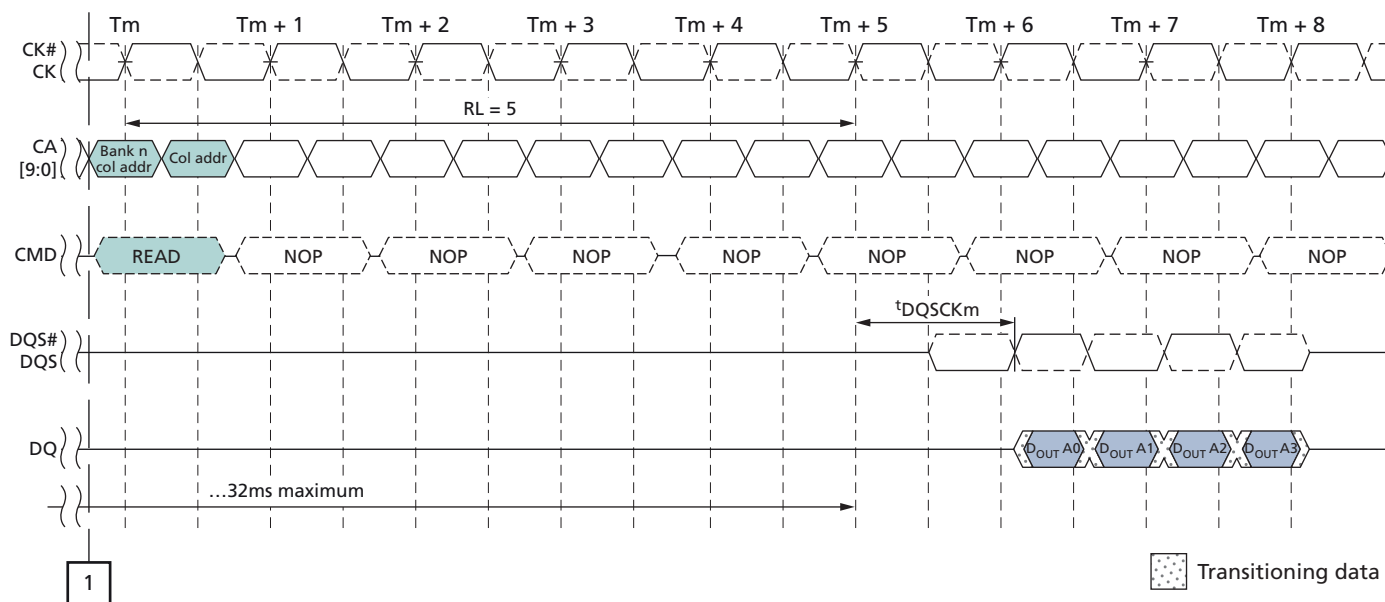 Tm Tm + 1 Tm + 2 Tm + 3 Tm + 4 Tm + 5 Tm + 6 Tm + 7 Tm + 8
CK#
CK
RL = 5
CA
[9:0]
Bank n
col addr
Col addr
CMD
READ NOP NOP NOP NOP NOP NOP NOP NOP
tDQSCKm
DQS#
DQS
DQ
DOUT A0 DOUT A1 DOUT A2 DOUT A3
...32ms maximum
1
Transitioning data